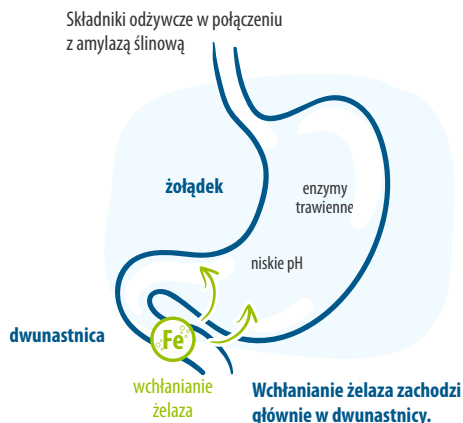 Składniki odżywcze w połączeniu
z amylazą ślinową
żołądek
enzymy
trawienne
niskie pH
dwunastnica
Fe
wchłanianie
żelaza
Wchłanianie żelaza zachodzi
głównie w dwunastnicy.